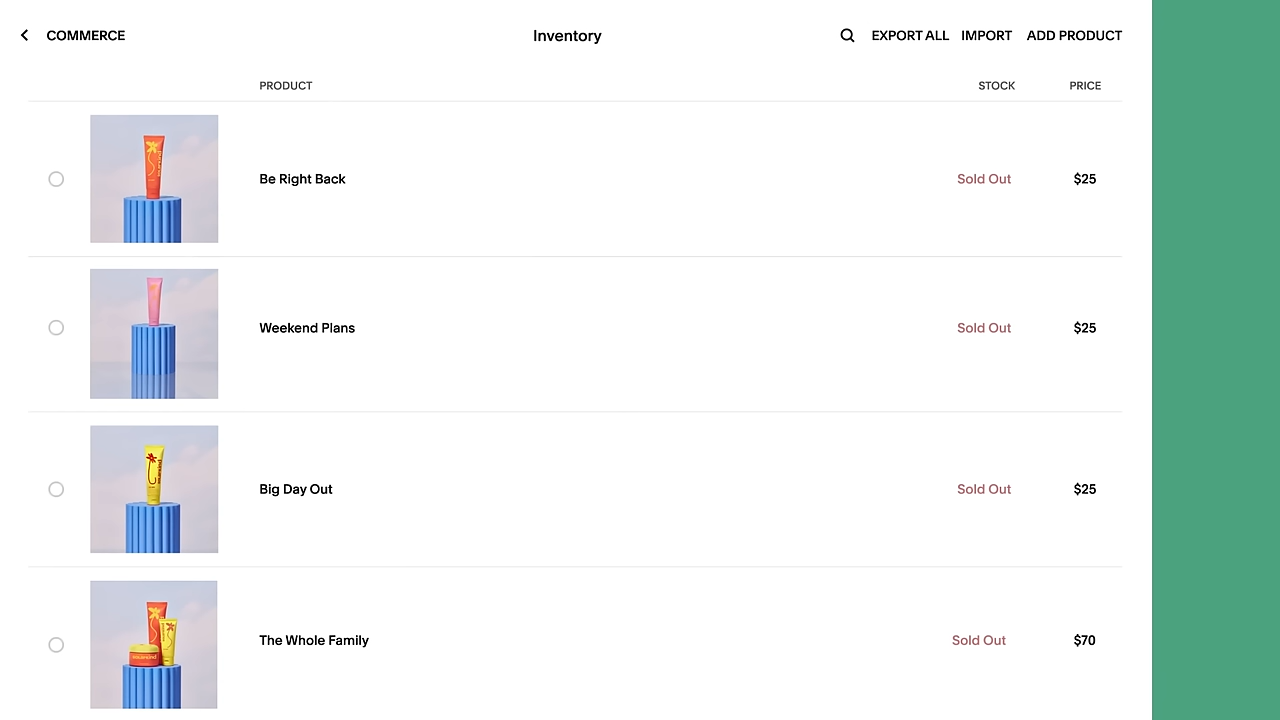 COMMERCE
Inventory
EXPORT ALL
IMPORT
ADD PRODUCT
PRODUCT
STOCK
PRICE
Be Right Back
Sold Out
$25
Weekend Plans
Sold Out
$25
Big Day Out
Sold Out
$25
The Whole Family
Sold Out
$70